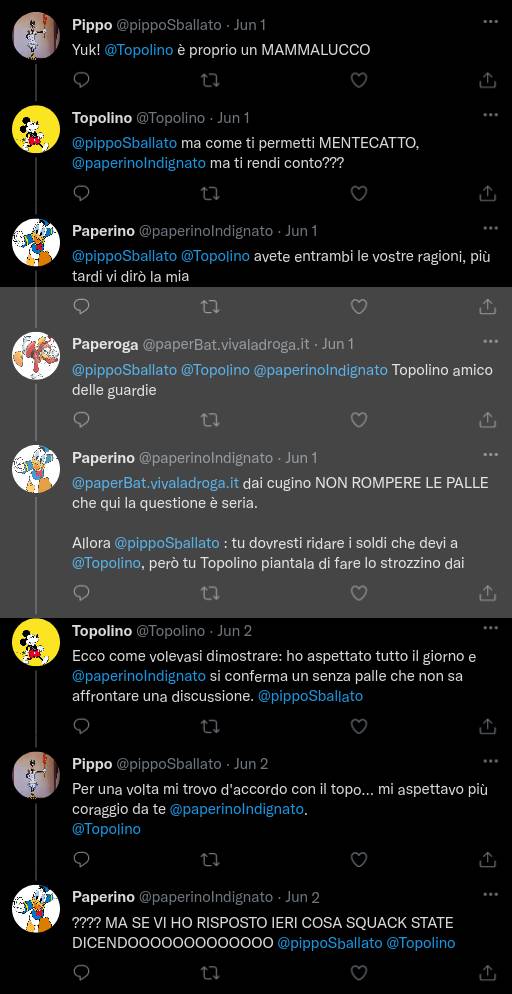 Pippo @pippoSballato · Jun 1
Yuk! @Topolino è proprio un MAMMALUCCO
Topolino @Topolino · Jun 1
@pippoSballato ma come ti permetti MENTECATTO,
@paperinoIndignato ma ti rendi conto???
Paperino @paperinoIndignato · Jun 1
@pippoSballato @Topolino avete entrambi le vostre ragioni, più
tardi vi dirò la mia
Paperoga @paperBat.vivaladroga.it · Jun 1
@pippoSballato @Topolino @paperinoIndignato Topolino amico
delle guardie
Paperino @paperinoIndignato · Jun 1
@paperBat.vivaladroga.it dai cugino NON ROMPERE LE PALLE
che qui la questione è seria.
Allora @pippoSballato : tu dovresti ridare i soldi che devi a
@Topolino, però tu Topolino piantala di fare lo strozzino dai
Topolino @Topolino · Jun 2
Ecco come volevasi dimostrare: ho aspettato tutto il giorno e
@paperinoIndignato si conferma un senza palle che non sa
affrontare una discussione. @pippoSballato
Pippo @pippoSballato · Jun 2
Per una volta mi trovo d'accordo con il topo... mi aspettavo più
coraggio da te @paperinoIndignato.
@Topolino
Paperino @paperinoIndignato · Jun 2
???? MA SE VI HO RISPOSTO IERI COSA SQUACK STATE
DICENDOOOOOOOOOOOOO @pippoSballato @Topolino